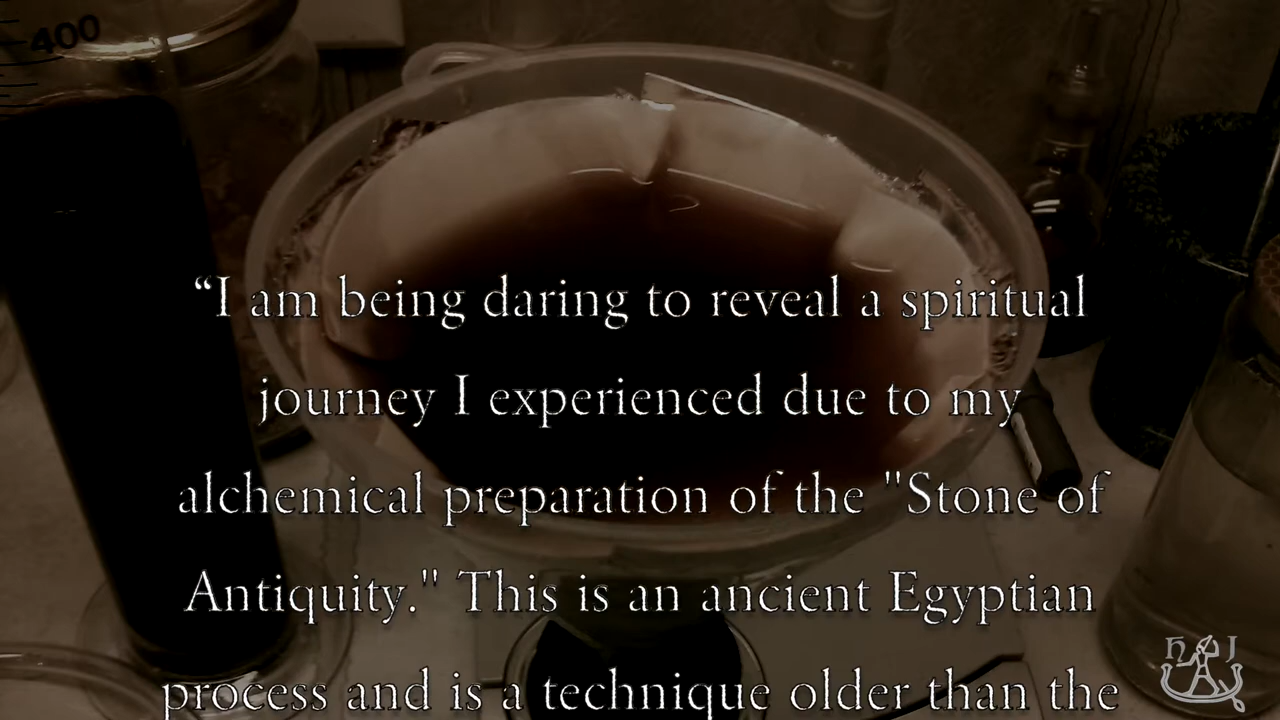 400
“I am being daring to reveal a spiritual
journey I experienced due to my
alchemical preparation of the "Stone of
Antiquity." This is an ancient Egyptian
process and is a technique older than the